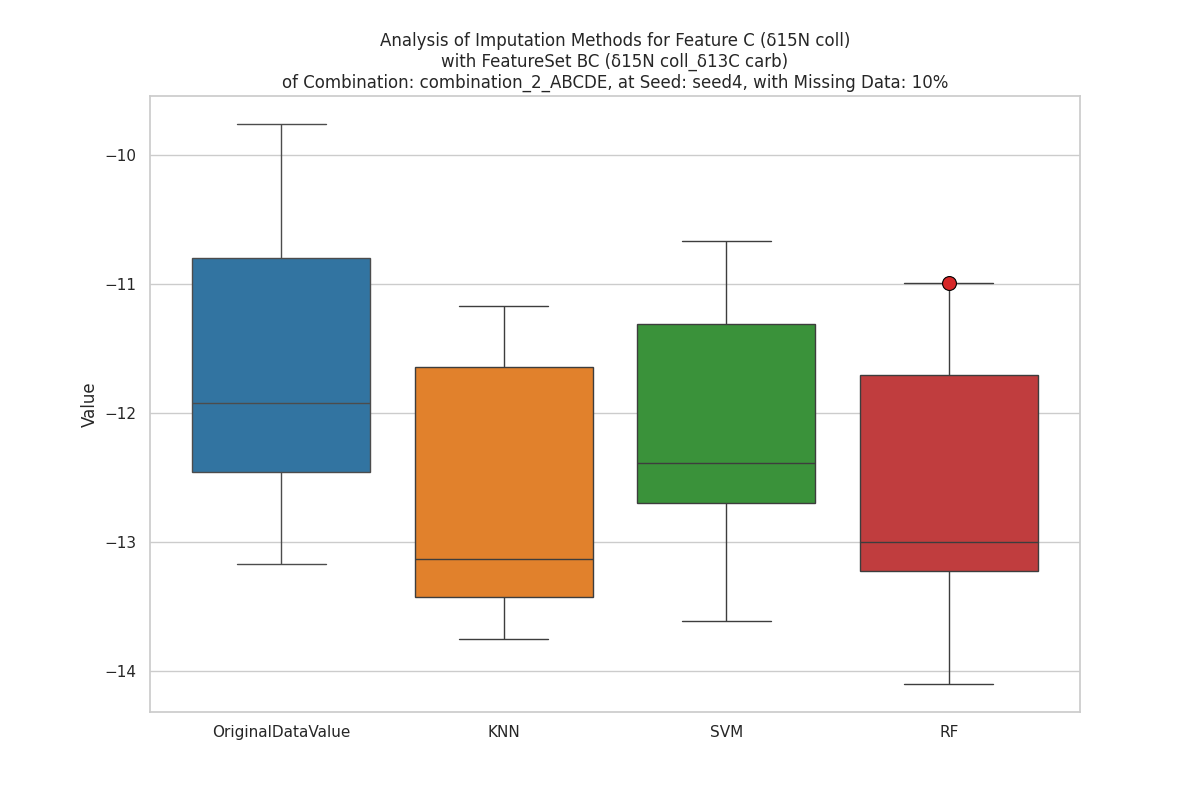 Analysis of Imputation Methods for Feature C (δ15N coll)
with FeatureSet BC (δ15N coll_δ13C carb)
of Combination: combination_2_ABCDE, at Seed: seed4, with Missing Data: 10%
Value
−10
−11
−12
−13
−14
OriginalDataValue KNN SVM RF